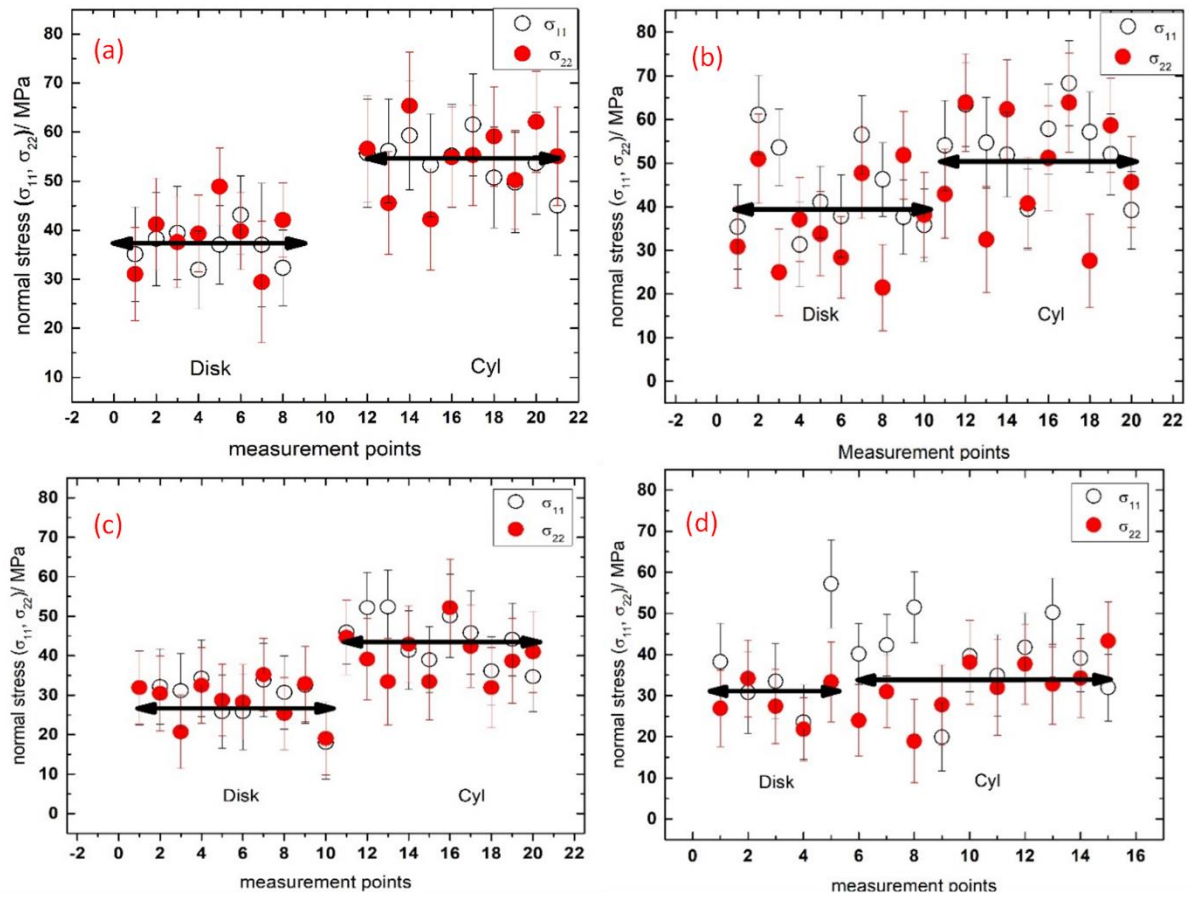 (a)
σ11
σ22
normal stress (σ11, σ22)/ MPa
80
70
60
50
40
30
20
10
Disk
Cyl
-2 0 2 4 6 8 10 12 14 16 18 20 22
measurement points
(b)
σ11
σ22
normal stress (σ11, σ22)/ MPa
80
70
60
50
40
30
20
10
0
Disk
Cyl
-2 0 2 4 6 8 10 12 14 16 18 20 22
Measurement points
(c)
σ11
σ22
normal stress (σ11, σ22)/ MPa
80
70
60
50
40
30
20
10
0
Disk
Cyl
-2 0 2 4 6 8 10 12 14 16 18 20 22
measurement points
(d)
σ11
σ22
normal stress (σ11, σ22)/ MPa
80
70
60
50
40
30
20
10
0
Disk
Cyl
0 2 4 6 8 10 12 14 16
measurement points